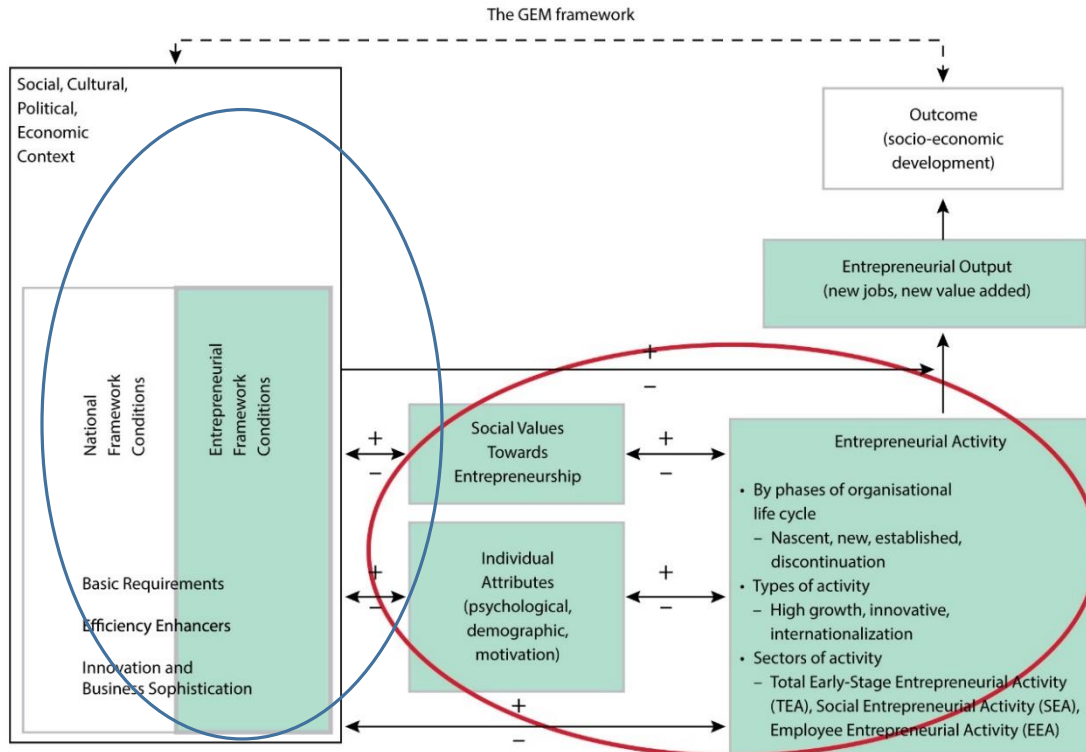 The GEM framework
Social, Cultural,
Political,
Economic
Context
National
Framework
Conditions
Entrepreneurial
Framework
Conditions
Basic Requirements
Efficiency Enhancers
Innovation and
Business Sophistication
Outcome
(socio-economic
development)
Entrepreneurial Output
(new jobs, new value added)
+
−
+
−
Social Values
Towards
Entrepreneurship
+
−
+
−
Individual
Attributes
(psychological,
demographic,
motivation)
+
−
+
−
Entrepreneurial Activity
• By phases of organisational
life cycle
– Nascent, new, established,
discontinuation
• Types of activity
– High growth, innovative,
internationalization
• Sectors of activity
– Total Early-Stage Entrepreneurial Activity
(TEA), Social Entrepreneurial Activity (SEA),
Employee Entrepreneurial Activity (EEA)